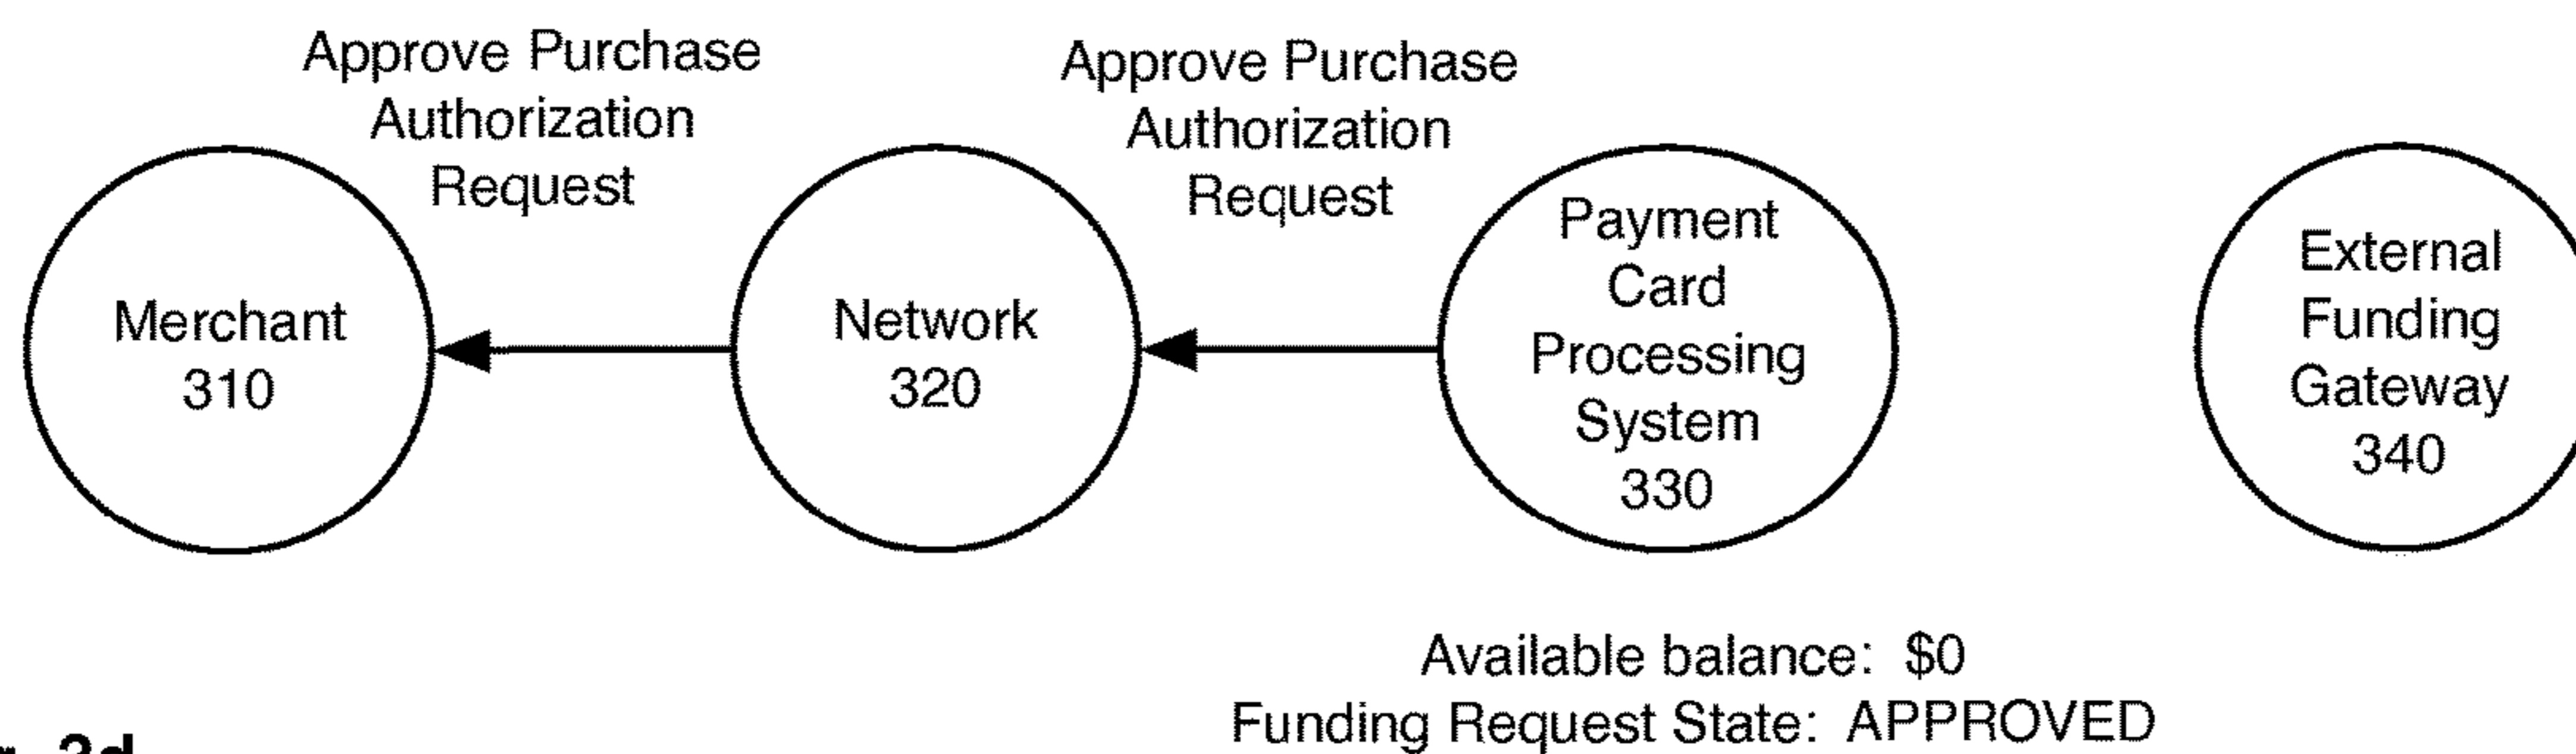 Approve Purchase
Authorization
Request
Approve Purchase
Authorization
Request
Merchant
310
Network
320
Payment
Card
Processing
System
330
External
Funding
Gateway
340
Available balance: $0
Funding Request State: APPROVED
3d